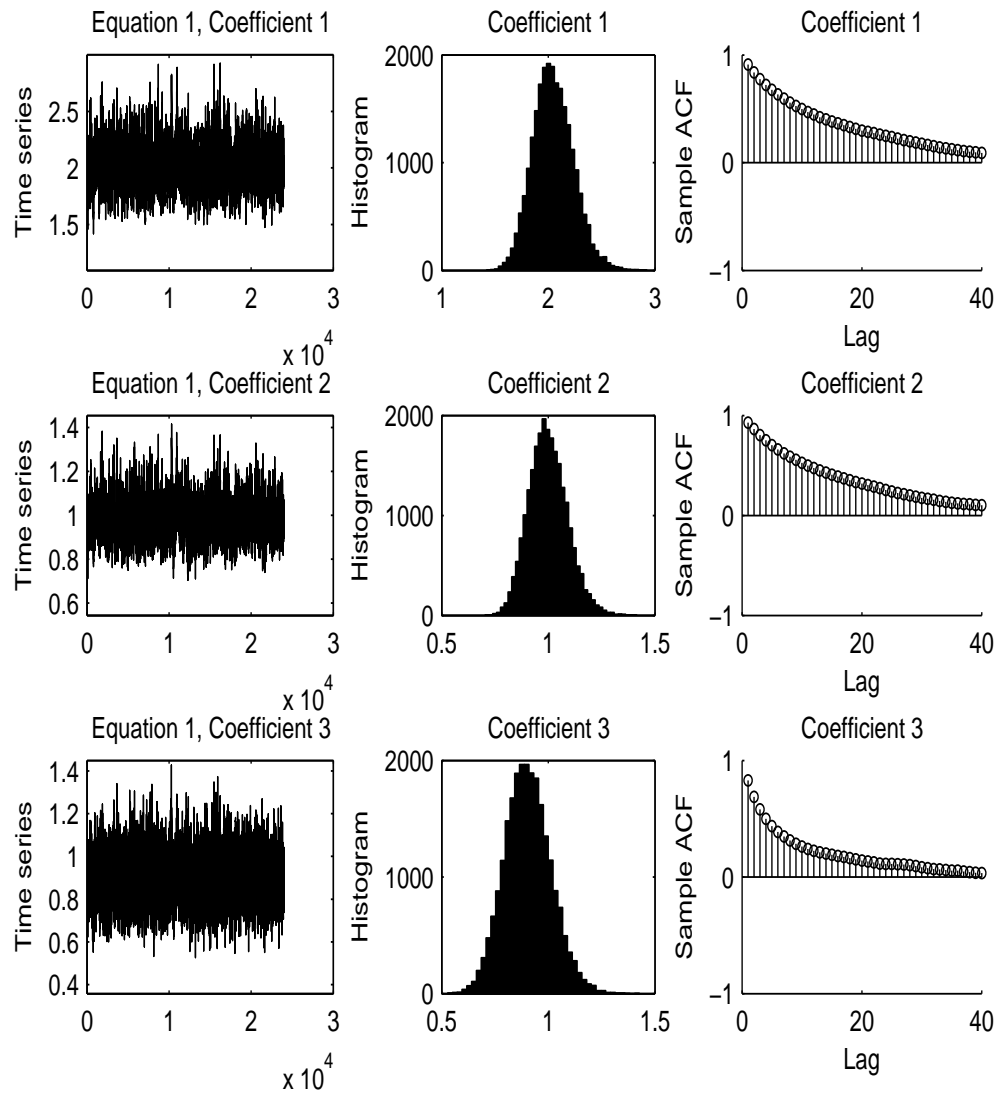 Equation 1, Coefficient 1
Time series
2.5
2
1.5
0 1 2 3
x 10^4
Coefficient 1
Histogram
2000
1000
0
1 2 3
Coefficient 1
Sample ACF
1
0
−1
0 20 40
Lag
Equation 1, Coefficient 2
Time series
1.4
1.2
1
0.8
0.6
0 1 2 3
x 10^4
Coefficient 2
Histogram
2000
1000
0
0.5 1 1.5
Coefficient 2
Sample ACF
1
0
−1
0 20 40
Lag
Equation 1, Coefficient 3
Time series
1.4
1.2
1
0.8
0.6
0.4
0 1 2 3
x 10^4
Coefficient 3
Histogram
2000
1000
0
0.5 1 1.5
Coefficient 3
Sample ACF
1
0
−1
0 20 40
Lag